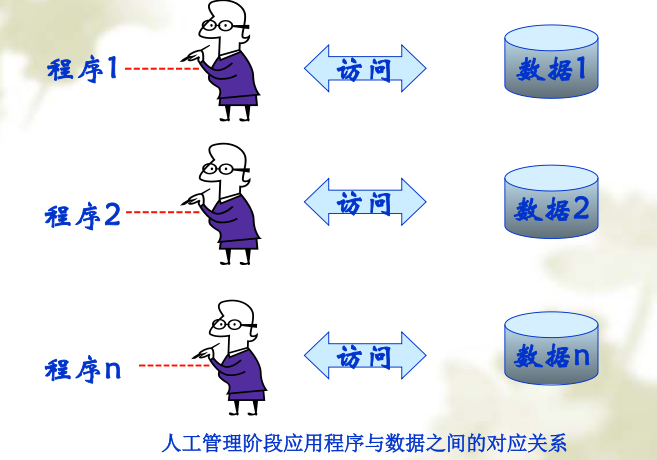 程序1 访问 数据1
程序2 访问 数据2
程序n 访问 数据n
人工管理阶段应用程序与数据之间的对应关系